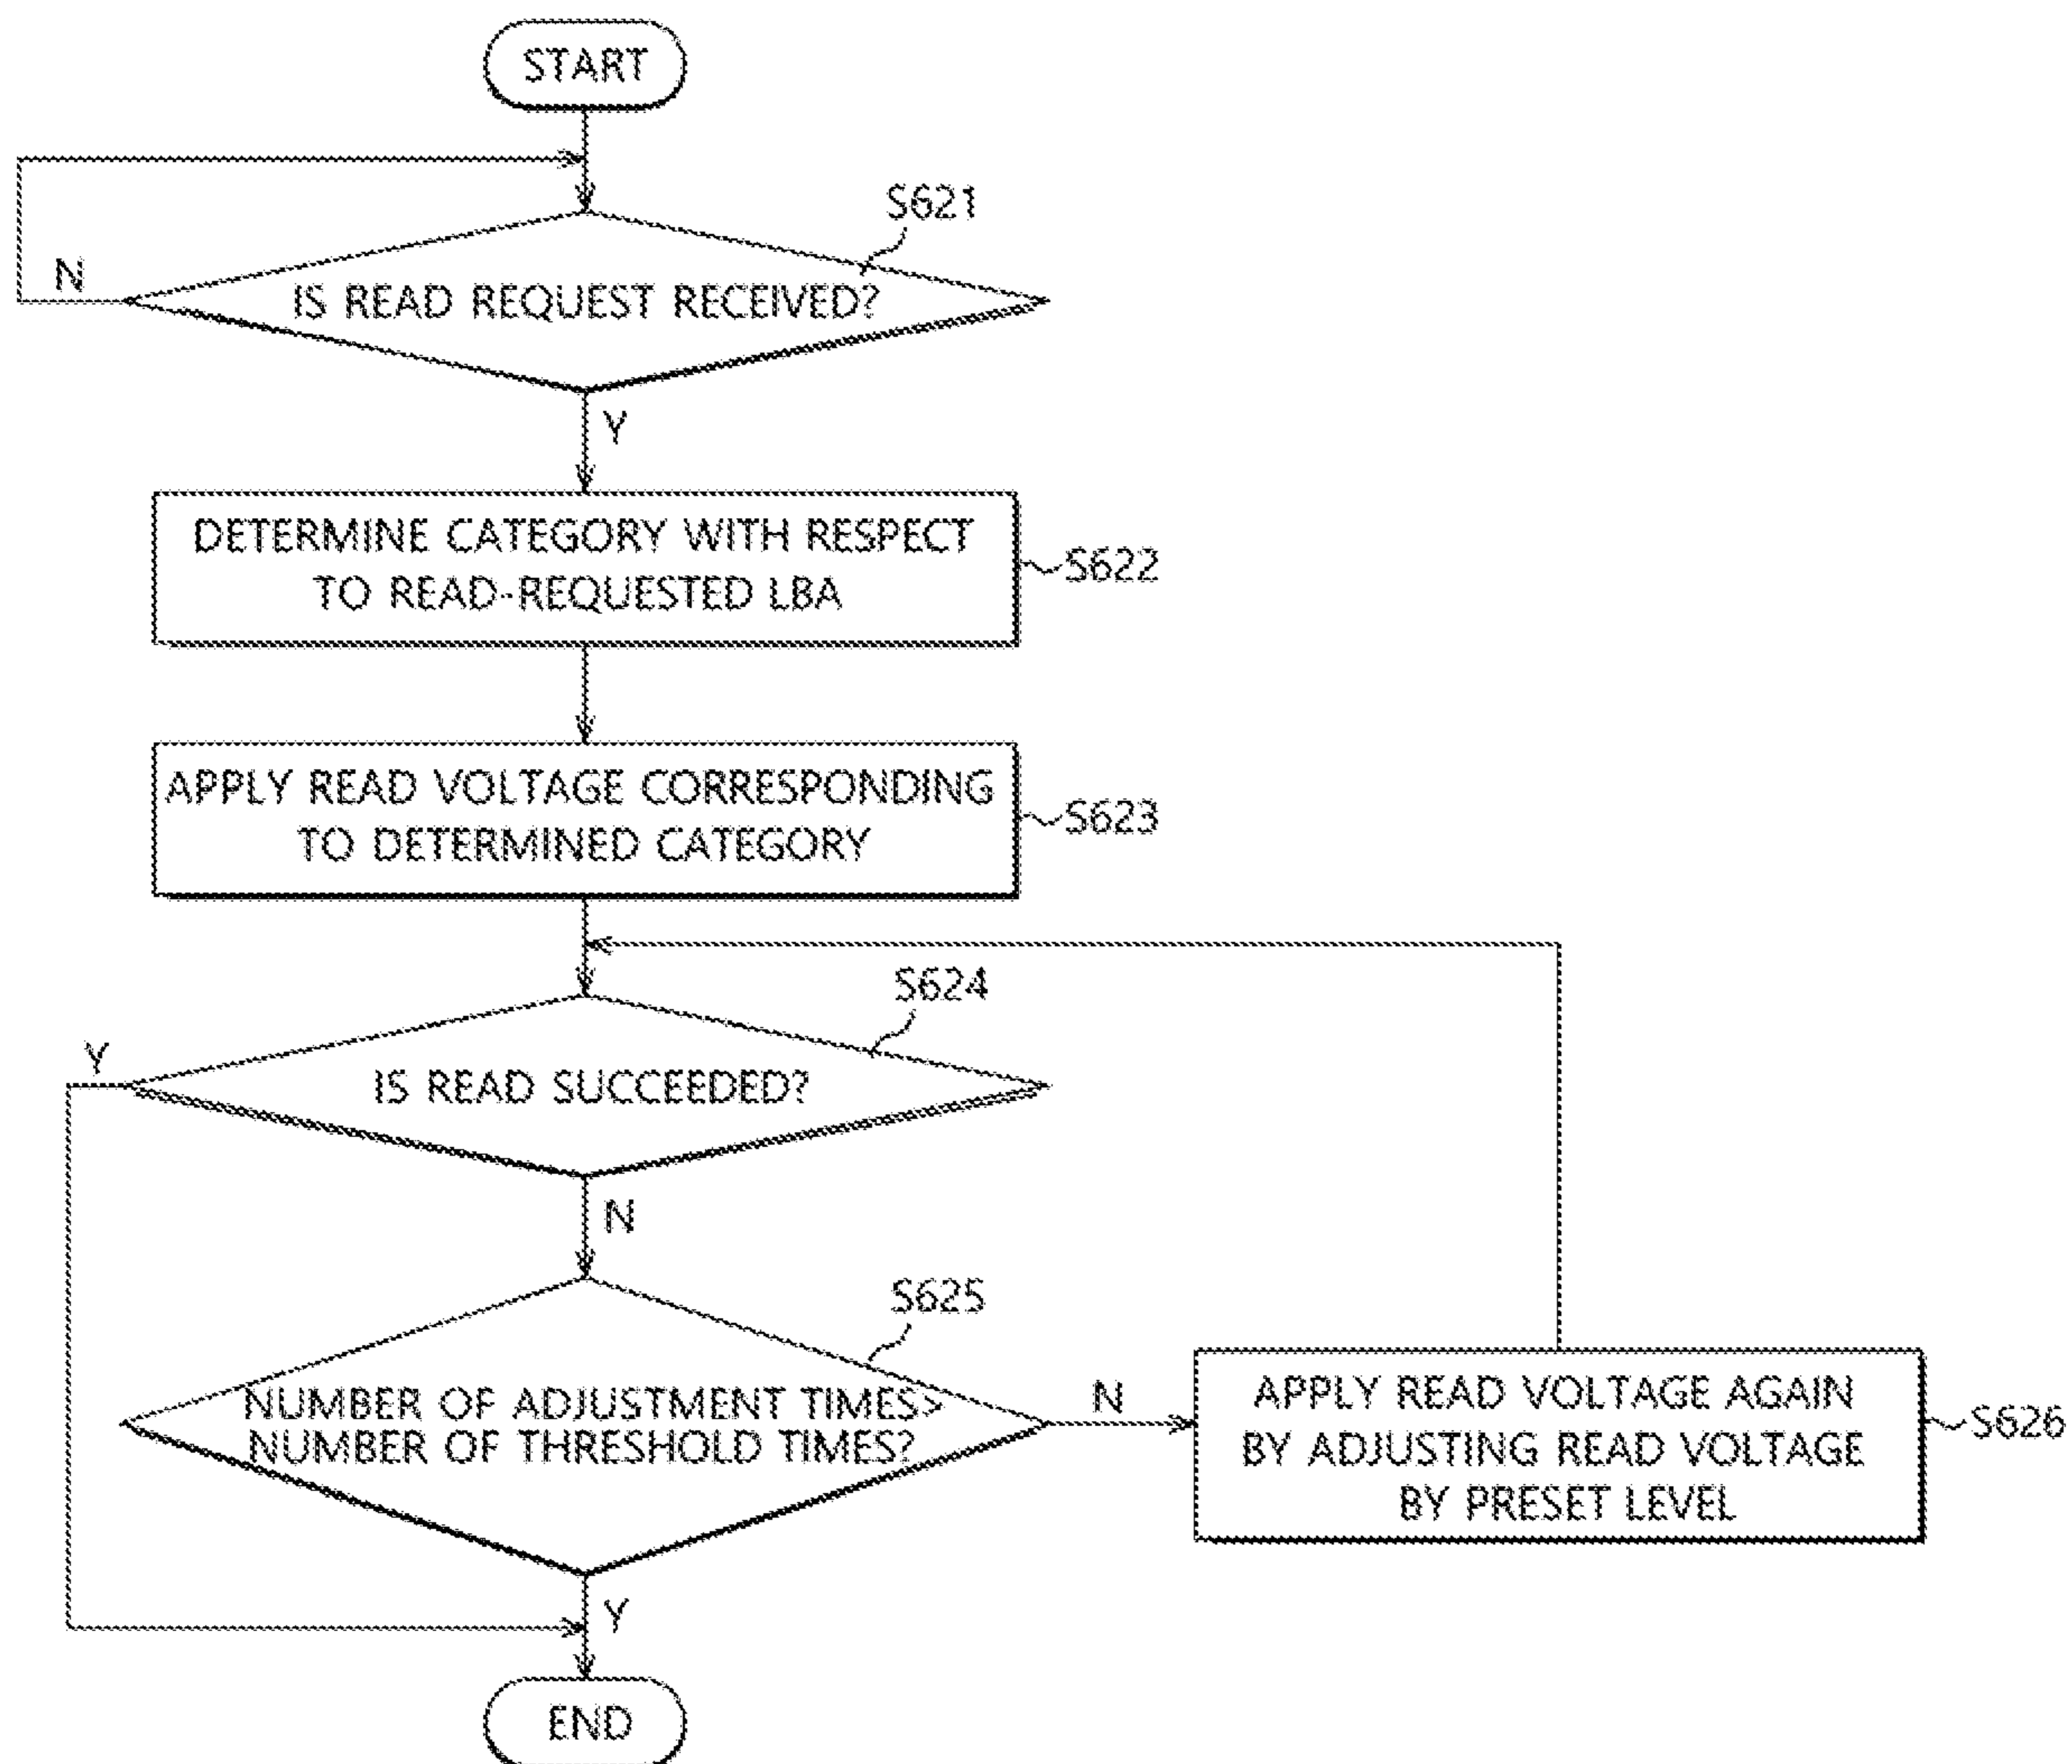 START
S621
N
IS READ REQUEST RECEIVED?
Y
DETERMINE CATEGORY WITH RESPECT
TO READ-REQUESTED LBA
S622
APPLY READ VOLTAGE CORRESPONDING
TO DETERMINED CATEGORY
S623
S624
Y
IS READ SUCCEEDED?
N
S625
NUMBER OF ADJUSTMENT TIMES>
NUMBER OF THRESHOLD TIMES?
N
APPLY READ VOLTAGE AGAIN
BY ADJUSTING READ VOLTAGE
BY PRESET LEVEL
S626
Y
END